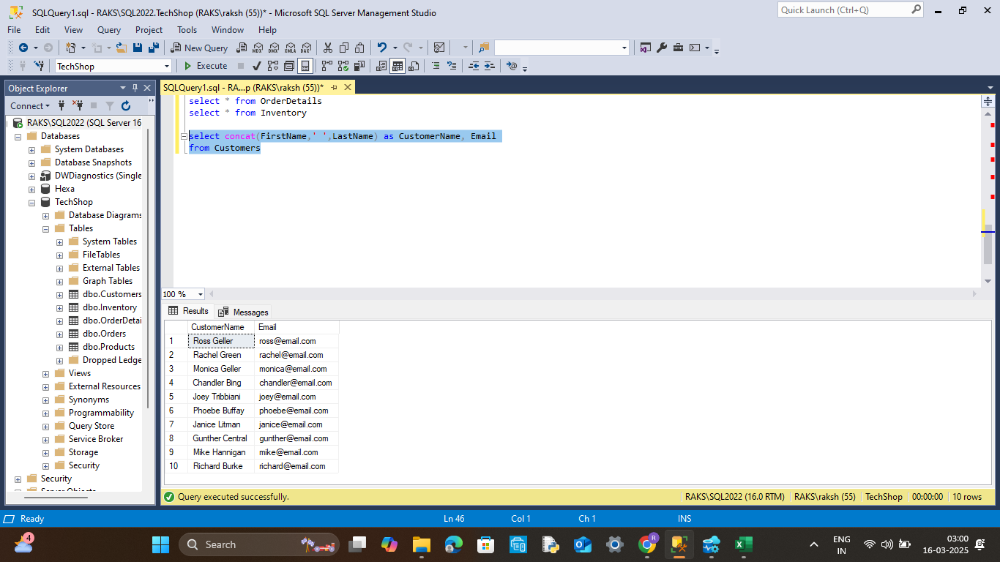 SQLQuery1.sql - RAKS\SQL2022.TechShop (RAKS\raksh (55))* - Microsoft SQL Server Management Studio
Quick Launch (Ctrl+Q)
File Edit View Query Project Tools Window Help
New Query MDX DMX XMLA DAX
TechShop Execute
Object Explorer
Connect
RAKS\SQL2022 (SQL Server 16
Databases
System Databases
Database Snapshots
DWDiagnostics (Single
Hexa
TechShop
Database Diagrams
Tables
System Tables
FileTables
External Tables
Graph Tables
dbo.Customers
dbo.Inventory
dbo.OrderDetai
dbo.Orders
dbo.Products
Dropped Ledge
Views
External Resources
Synonyms
Programmability
Query Store
Service Broker
Storage
Security
Security
Server Objects
SQLQuery1.sql - RA...p (RAKS\raksh (55))*
select * from OrderDetails
select * from Inventory
select concat(FirstName,' ',LastName) as CustomerName, Email
from Customers
100 %
Results Messages
CustomerName Email
1 Ross Geller ross@email.com
2 Rachel Green rachel@email.com
3 Monica Geller monica@email.com
4 Chandler Bing chandler@email.com
5 Joey Tribbiani joey@email.com
6 Phoebe Buffay phoebe@email.com
7 Janice Litman janice@email.com
8 Gunther Central gunther@email.com
9 Mike Hannigan mike@email.com
10 Richard Burke richard@email.com
Query executed successfully. RAKS\SQL2022 (16.0 RTM) RAKS\raksh (55) TechShop 00:00:00 10 rows
Ready Ln 46 Col 1 Ch 1 INS
4
Search
R
ENG
IN
03:00
16-03-2025